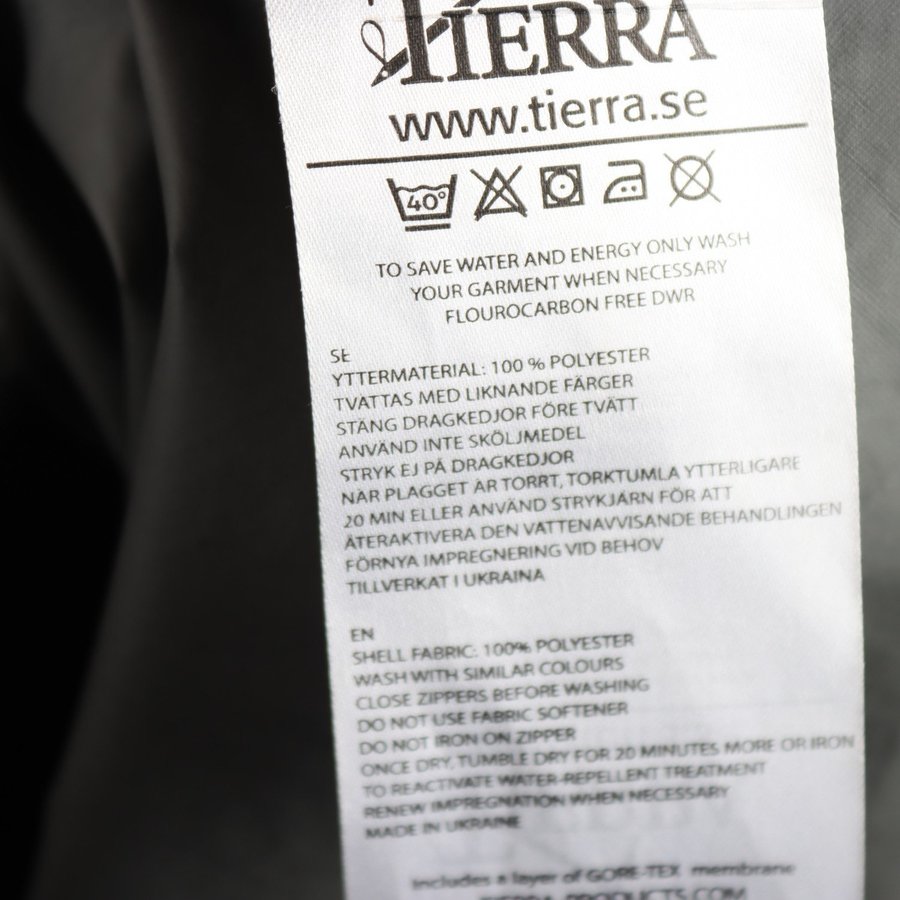 TIERRA
www.tierra.se
40°
TO SAVE WATER AND ENERGY ONLY WASH
YOUR GARMENT WHEN NECESSARY
FLOUROCARBON FREE DWR
SE
YTTERMATERIAL: 100 % POLYESTER
TVATTAS MED LIKNANDE FÄRGER
STÄNG DRAGKEDJOR FÖRE TVÄTT
ANVÄND INTE SKÖLJMEDEL
STRYK EJ PÅ DRAGKEDJOR
NÄR PLAGGET ÄR TORRT, TORKTUMLA YTTERLIGARE
20 MIN ELLER ANVÄND STRYKJÄRN FÖR ATT
ÅTERAKTIVERA DEN VATTENAVVISANDE BEHANDLINGEN
FÖRNYA IMPREGNERING VID BEHOV
TILLVERKAT I UKRAINA
EN
SHELL FABRIC: 100% POLYESTER
WASH WITH SIMILAR COLOURS
CLOSE ZIPPERS BEFORE WASHING
DO NOT USE FABRIC SOFTENER
DO NOT IRON ON ZIPPER
ONCE DRY, TUMBLE DRY FOR 20 MINUTES MORE OR IRON
TO REACTIVATE WATER-REPELLENT TREATMENT
RENEW IMPREGNATION WHEN NECESSARY
MADE IN UKRAINE
Includes a layer of GORE-TEX membrane
TIERRA-PRODUCTS.COM